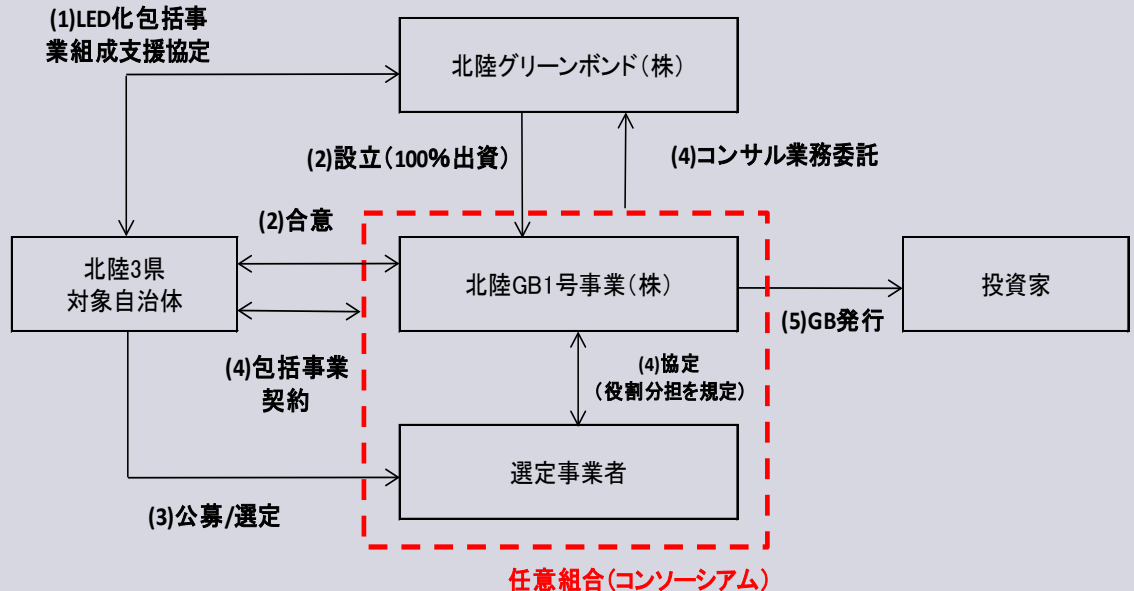 (1)LED化包括事
業組成支援協定
北陸グリーンボンド（株）
(2)設立（100%出資）
(4)コンサル業務委託
(2)合意
北陸3県
対象自治体
北陸GB1号事業（株）
投資家
(5)GB発行
(4)包括事業
契約
(4)協定
（役割分担を規定）
選定事業者
(3)公募/選定
任意組合（コンソーシアム）